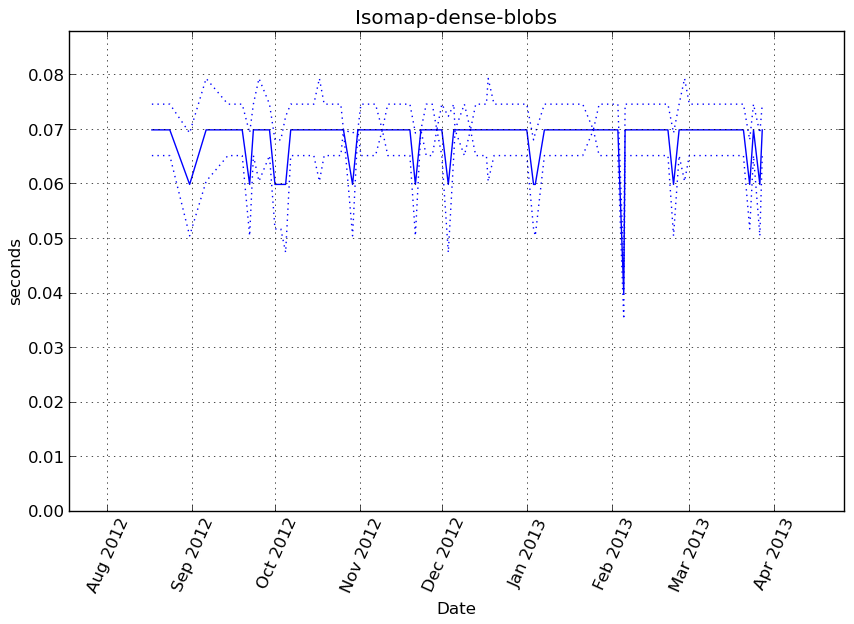 Isomap-dense-blobs
0.08
0.07
0.06
0.05
0.04
0.03
0.02
0.01
0.00
seconds
Aug 2012
Sep 2012
Oct 2012
Nov 2012
Dec 2012
Jan 2013
Feb 2013
Mar 2013
Apr 2013
Date